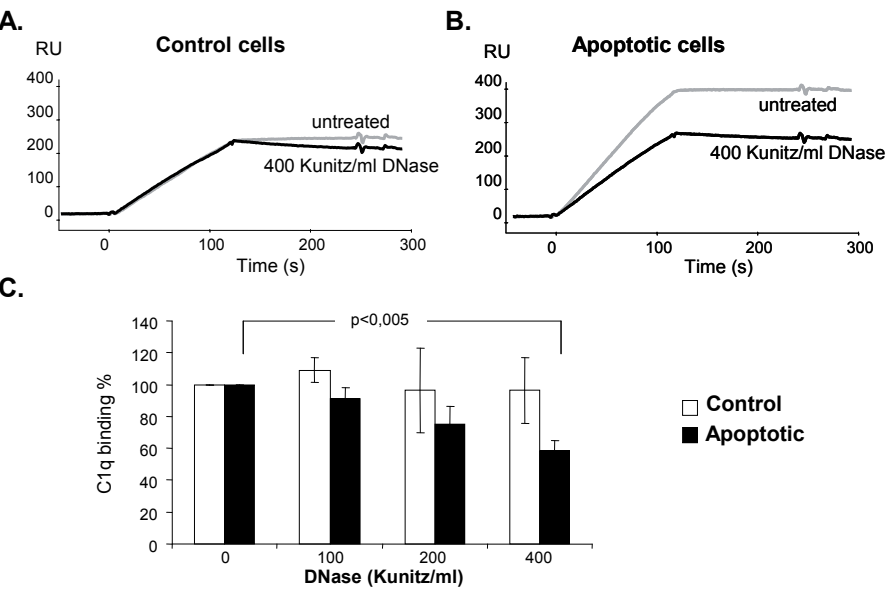 A.
Control cells
RU
400
300
200
100
0
untreated
400 Kunitz/ml DNase
0
100
200
300
Time (s)
B.
Apoptotic cells
RU
400
300
200
100
0
untreated
400 Kunitz/ml DNase
0
100
200
300
Time (s)
C.
C1q binding %
140
120
100
80
60
40
20
0
p<0,005
0
100
200
400
DNase (Kunitz/ml)
Control
Apoptotic